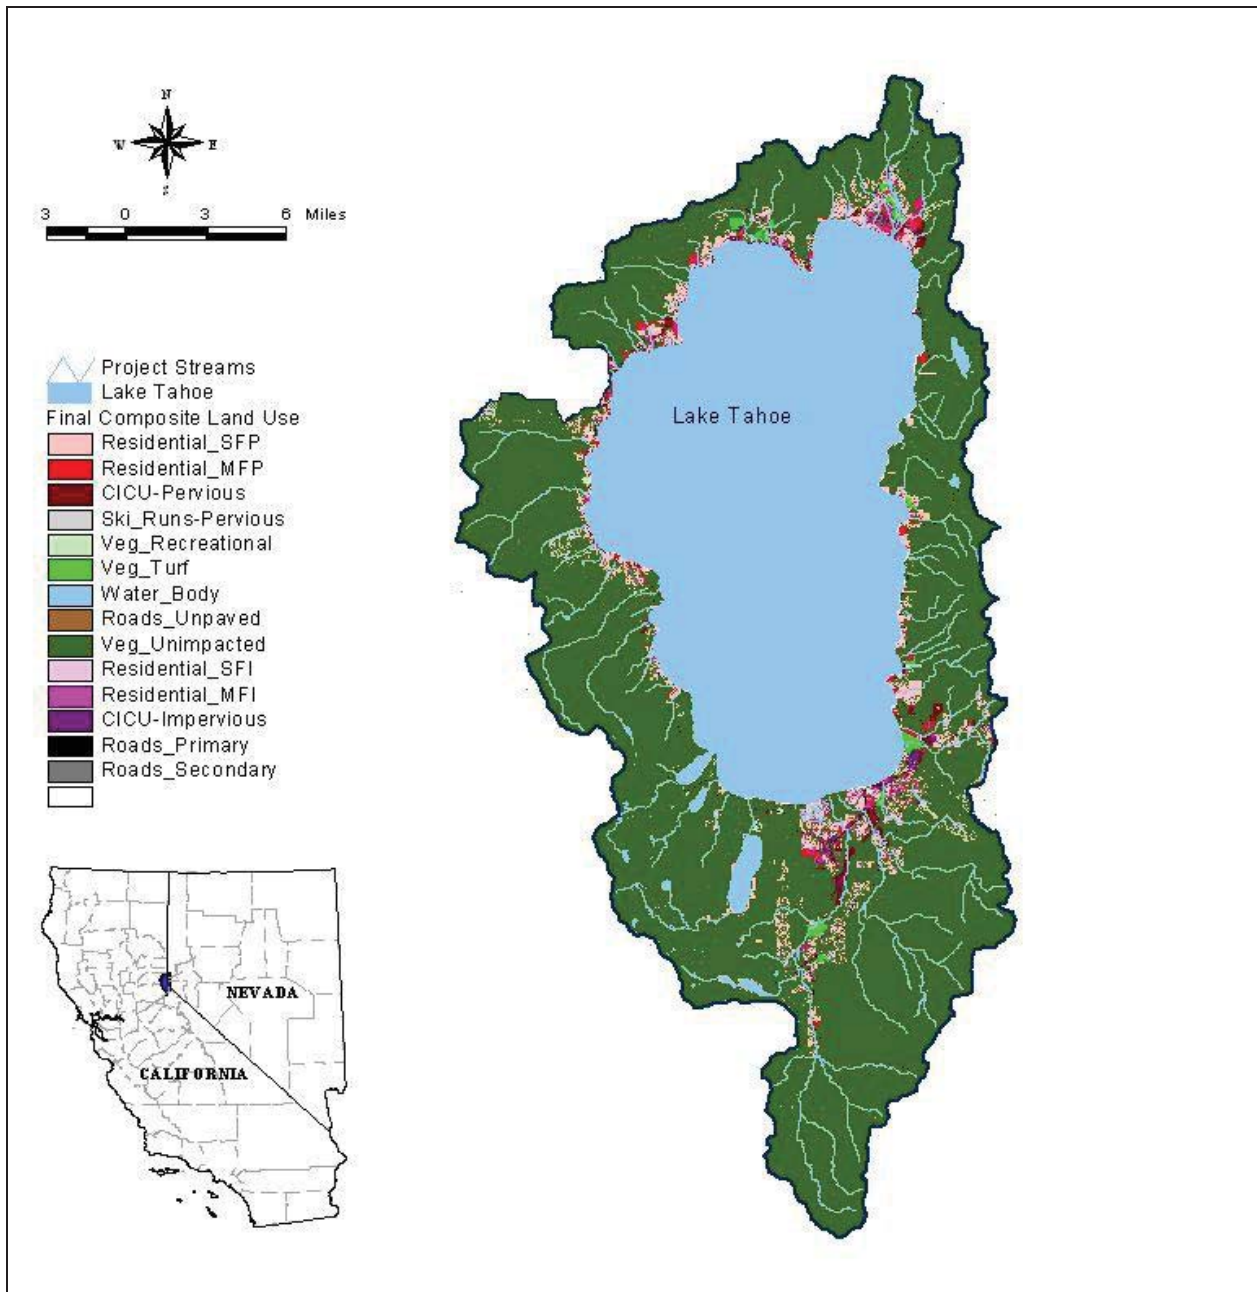 N
W E
S
3 0 3 6 Miles
Project Streams
Lake Tahoe
Final Composite Land Use
Residential_SFP
Residential_MFP
CICU-Pervious
Ski_Runs-Pervious
Veg_Recreational
Veg_Turf
Water_Body
Roads_Unpaved
Veg_Unimpacted
Residential_SFI
Residential_MFI
CICU-Impervious
Roads_Primary
Roads_Secondary
Lake Tahoe
NEVADA
CALIFORNIA